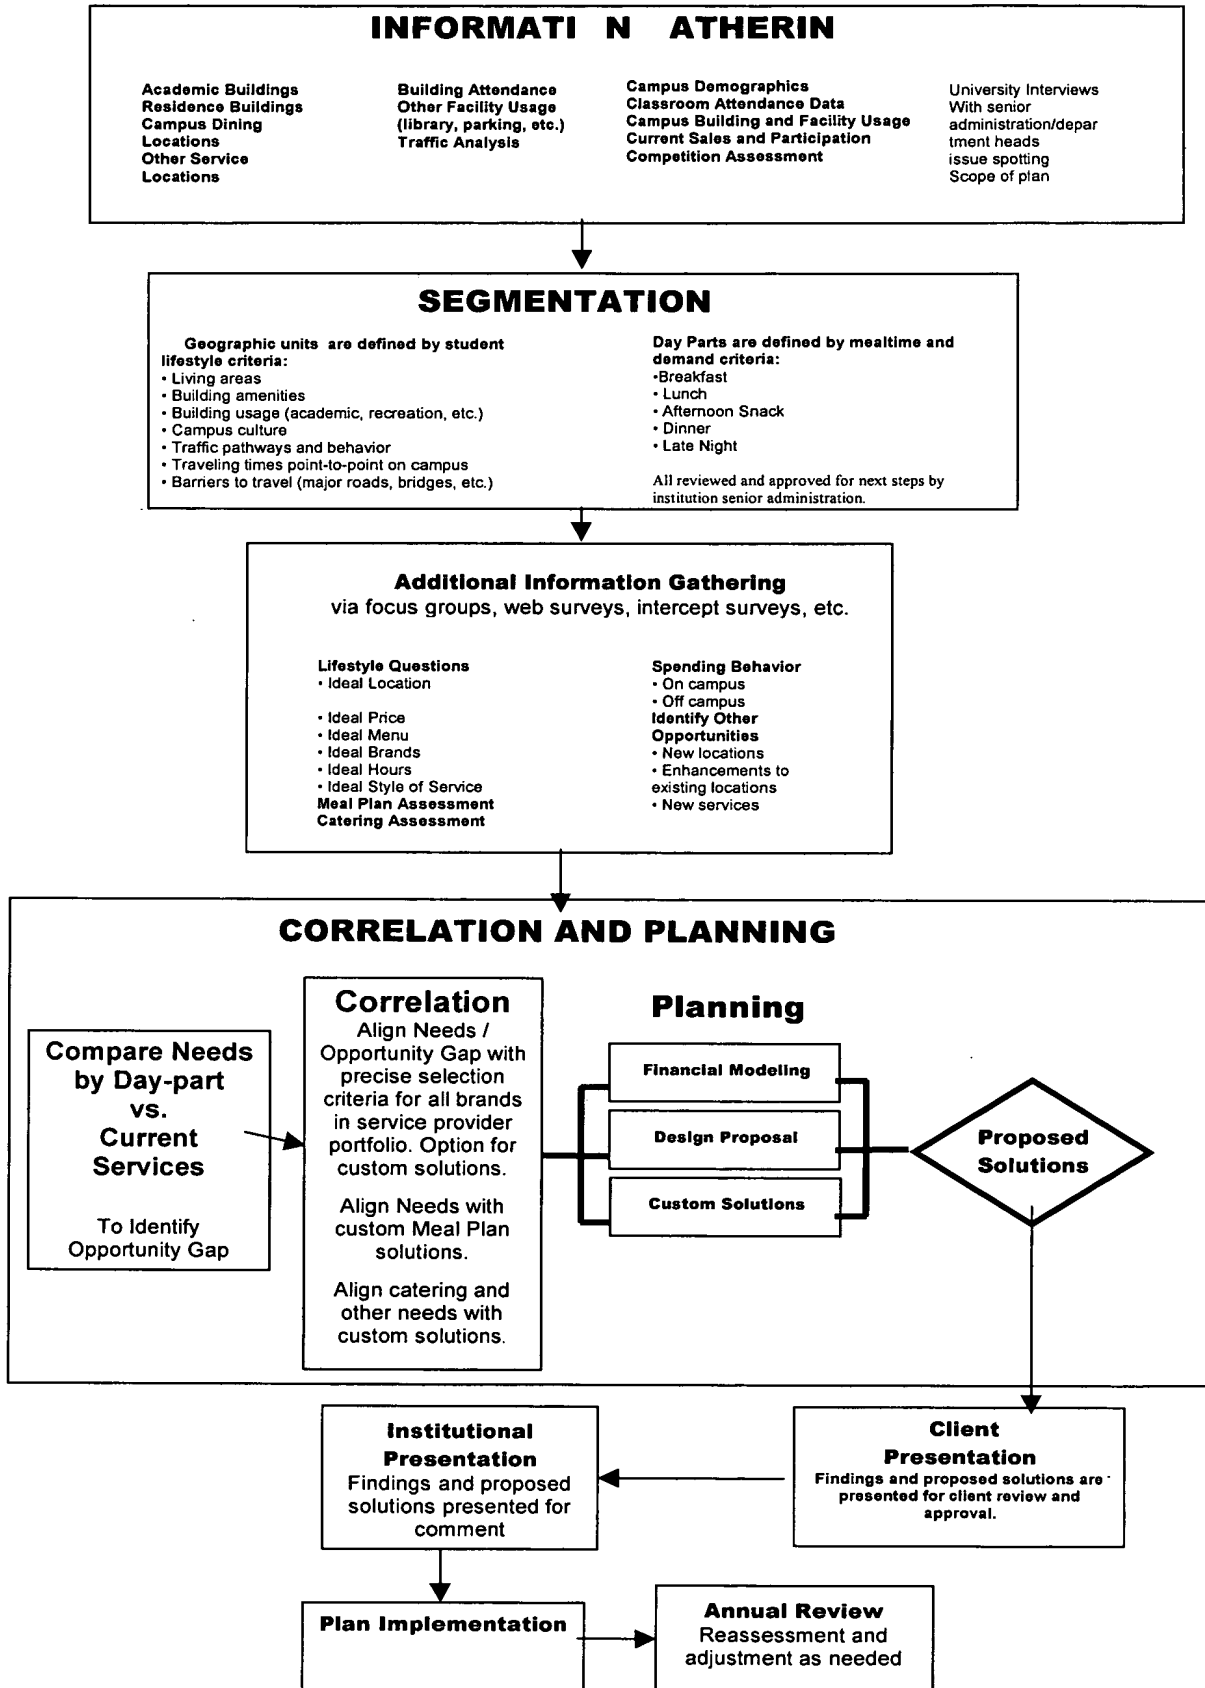 INFORMATI N ATHERIN
Academic Buildings
Residence Buildings
Campus Dining
Locations
Other Service
Locations
Building Attendance
Other Facility Usage
(library, parking, etc.)
Traffic Analysis
Campus Demographics
Classroom Attendance Data
Campus Building and Facility Usage
Current Sales and Participation
Competition Assessment
University Interviews
With senior
administration/depar
tment heads
issue spotting
Scope of plan
SEGMENTATION
Geographic units are defined by student
lifestyle criteria:
• Living areas
• Building amenities
• Building usage (academic, recreation, etc.)
• Campus culture
• Traffic pathways and behavior
• Traveling times point-to-point on campus
• Barriers to travel (major roads, bridges, etc.)
Day Parts are defined by mealtime and
demand criteria:
•Breakfast
• Lunch
• Afternoon Snack
• Dinner
• Late Night
All reviewed and approved for next steps by
institution senior administration.
Additional Information Gathering
via focus groups, web surveys, intercept surveys, etc.
Lifestyle Questions
• Ideal Location
• Ideal Price
• Ideal Menu
• Ideal Brands
• Ideal Hours
• Ideal Style of Service
Meal Plan Assessment
Catering Assessment
Spending Behavior
• On campus
• Off campus
Identify Other
Opportunities
• New locations
• Enhancements to
existing locations
• New services
CORRELATION AND PLANNING
Compare Needs
by Day-part
vs.
Current
Services
To Identify
Opportunity Gap
Correlation
Align Needs /
Opportunity Gap with
precise selection
criteria for all brands
in service provider
portfolio. Option for
custom solutions.
Align Needs with
custom Meal Plan
solutions.
Align catering and
other needs with
custom solutions.
Planning
Financial Modeling
Design Proposal
Custom Solutions
Proposed
Solutions
Client
Presentation
Findings and proposed solutions are
presented for client review and
approval.
Institutional
Presentation
Findings and proposed
solutions presented for
comment
Plan Implementation
Annual Review
Reassessment and
adjustment as needed